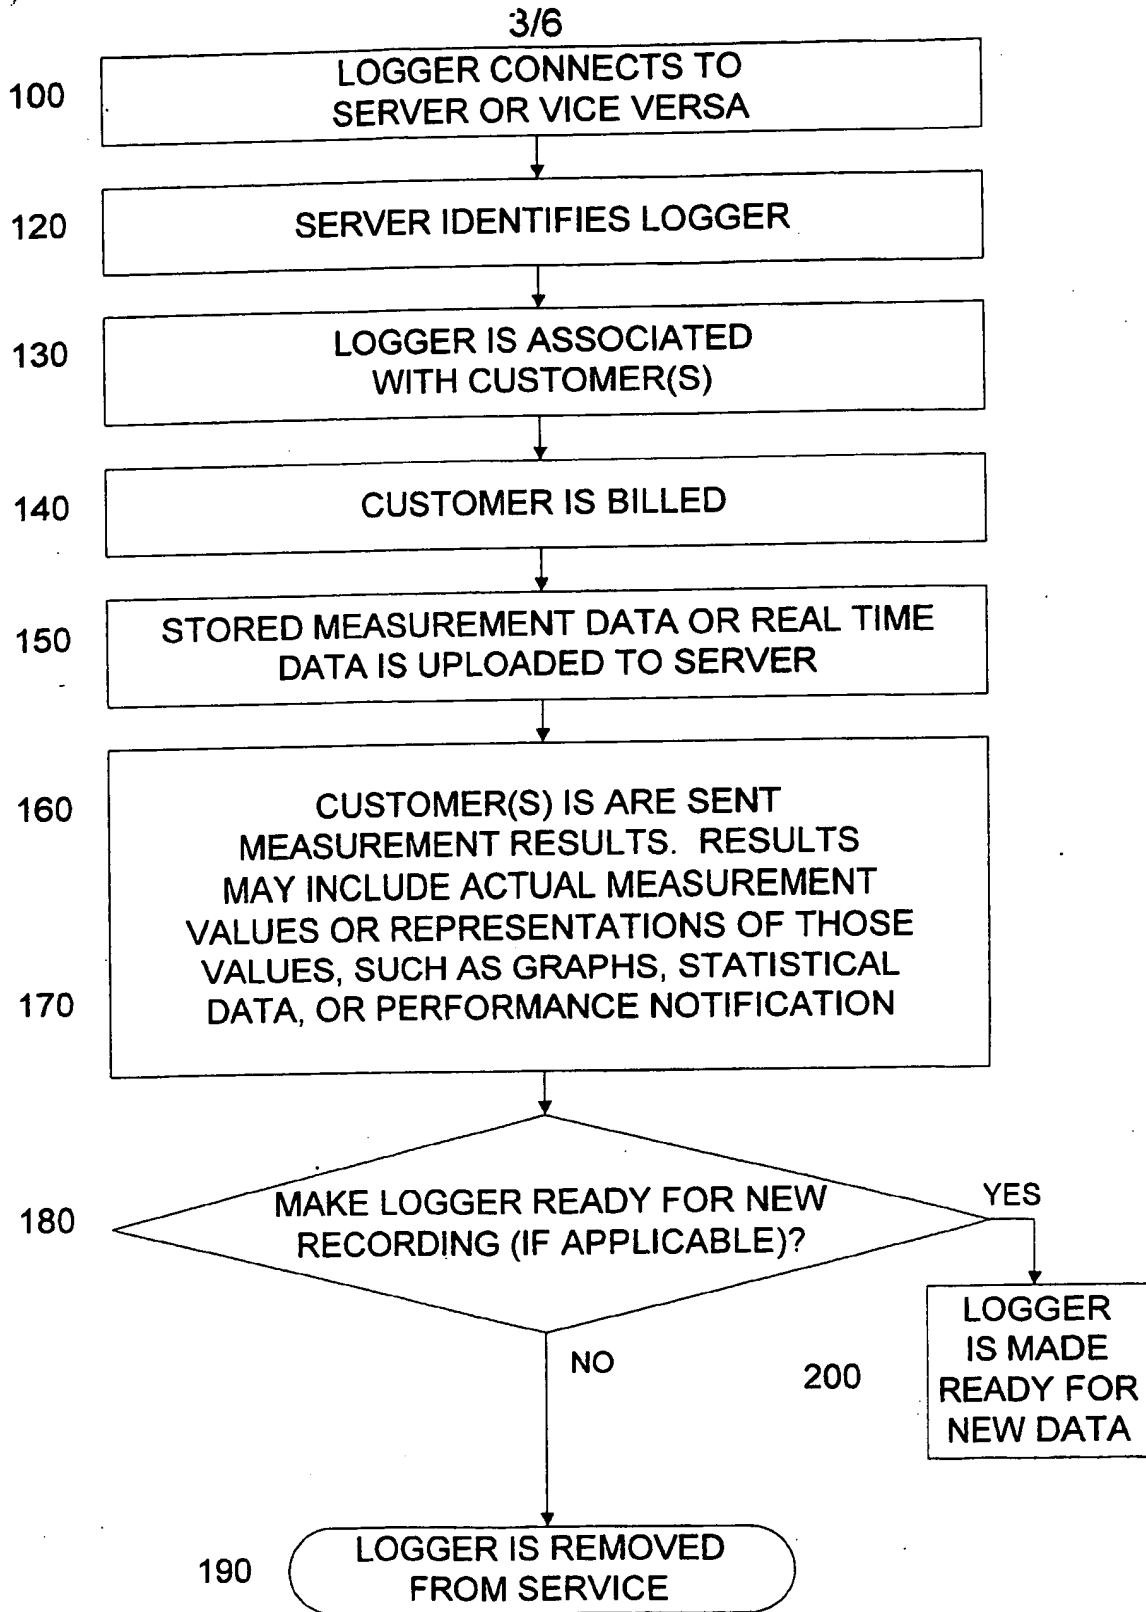 3/6
100
LOGGER CONNECTS TO
SERVER OR VICE VERSA
120
SERVER IDENTIFIES LOGGER
130
LOGGER IS ASSOCIATED
WITH CUSTOMER(S)
140
CUSTOMER IS BILLED
150
STORED MEASUREMENT DATA OR REAL TIME
DATA IS UPLOADED TO SERVER
160
CUSTOMER(S) IS ARE SENT
MEASUREMENT RESULTS. RESULTS
MAY INCLUDE ACTUAL MEASUREMENT
VALUES OR REPRESENTATIONS OF THOSE
VALUES, SUCH AS GRAPHS, STATISTICAL
170
DATA, OR PERFORMANCE NOTIFICATION
180
MAKE LOGGER READY FOR NEW
RECORDING (IF APPLICABLE)?
YES
NO
200
LOGGER
IS MADE
READY FOR
NEW DATA
190
LOGGER IS REMOVED
FROM SERVICE